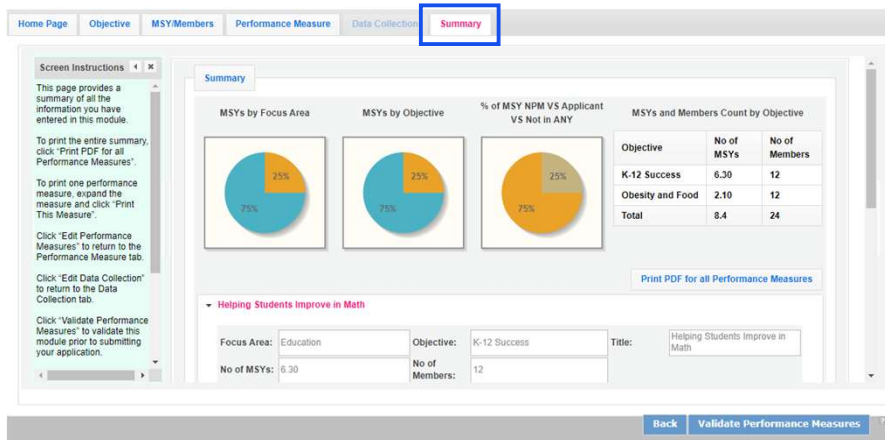 Home Page Objective MSY/Members Performance Measure Data Collection Summary
Screen Instructions
This page provides a
summary of all the
information you have
entered in this module.
To print the entire summary,
click "Print PDF for all
Performance Measures".
To print one performance
measure, expand the
measure and click "Print
This Measure".
Click "Edit Performance
Measures" to return to the
Performance Measure tab.
Click "Edit Data Collection"
to return to the Data
Collection tab.
Click "Validate Performance
Measures" to validate this
module prior to submitting
your application.
Summary
MSYs by Focus Area
25%
75%
MSYs by Objective
25%
75%
% of MSY NPM VS Applicant
VS Not in ANY
25%
75%
MSYs and Members Count by Objective
Objective No of MSYs No of Members
K-12 Success 6.30 12
Obesity and Food 2.10 12
Total 8.4 24
Print PDF for all Performance Measures
Helping Students Improve in Math
Focus Area: Education Objective: K-12 Success Title: Helping Students Improve in Math
No of MSYs: 6.30 No of Members: 12
Back Validate Performance Measures